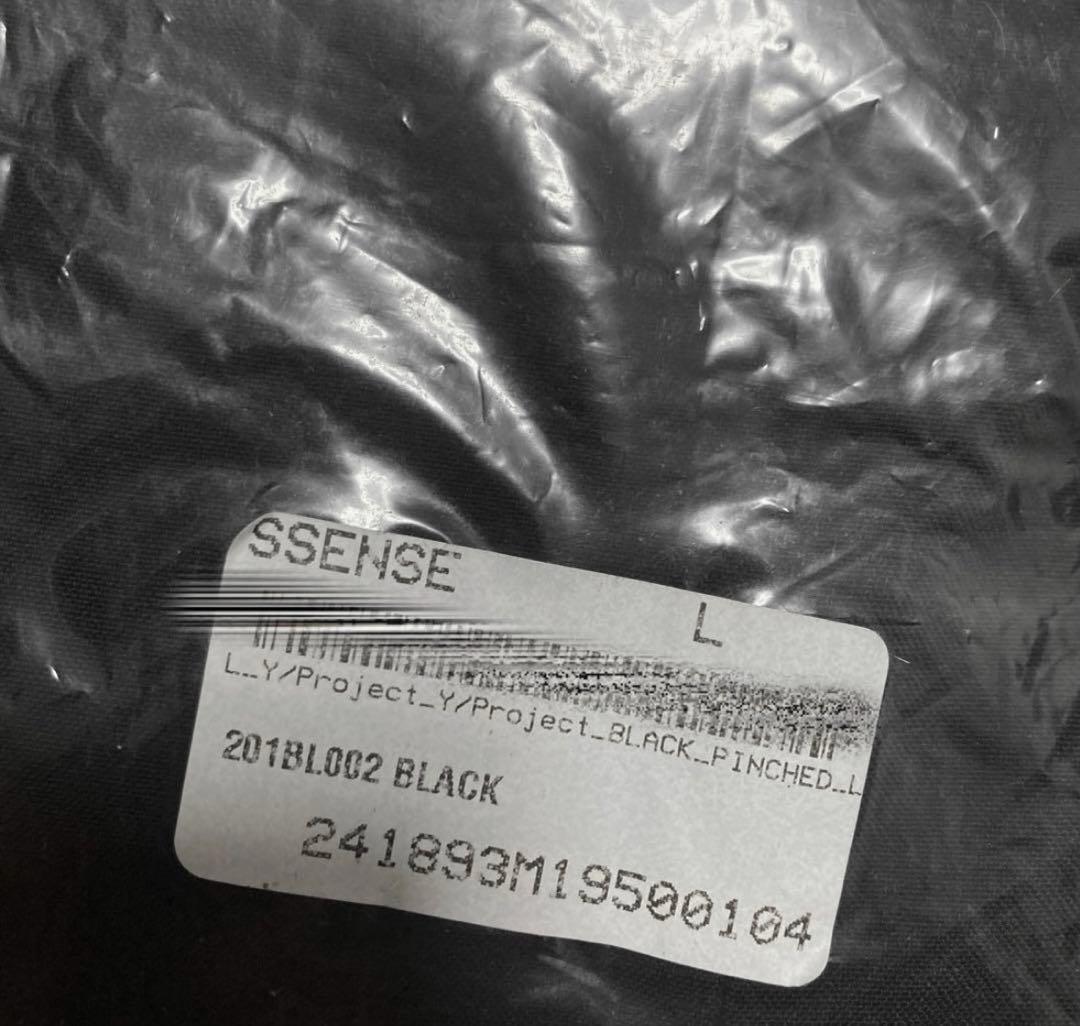 SSENSE
L
L_Y/Project_Y/Project_BLACK_PINCHED_L
201BL002 BLACK
241893M19500104